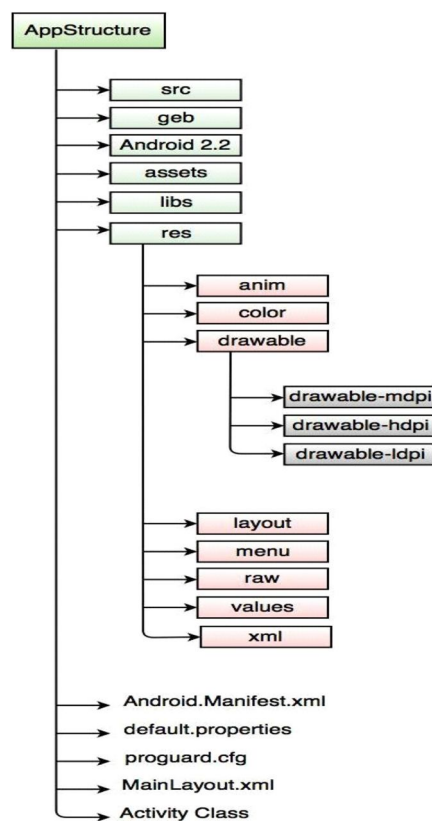 AppStructure
src
geb
Android 2.2
assets
libs
res
anim
color
drawable
drawable-mdpi
drawable-hdpi
drawable-ldpi
layout
menu
raw
values
xml
Android.Manifest.xml
default.properties
proguard.cfg
MainLayout.xml
Activity Class